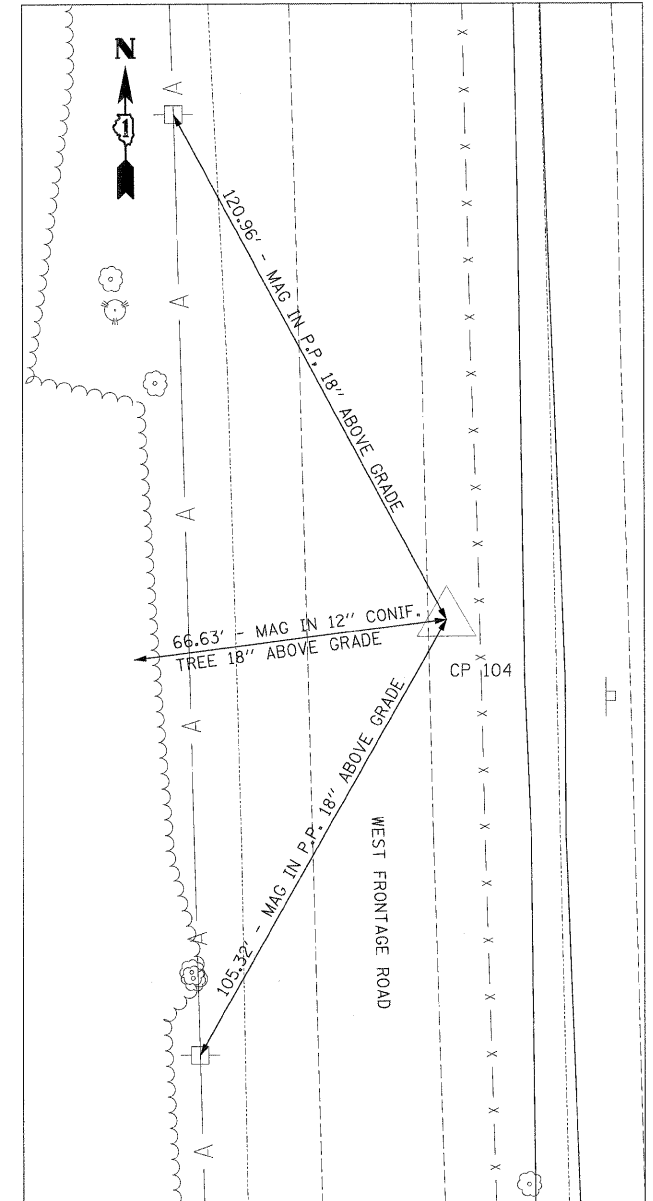 N
1
A
120.96' - MAG IN P.P. 18" ABOVE GRADE
A
A
66.63' - MAG IN 12" CONIF.
TREE 18" ABOVE GRADE
CP 104
A
105.32' - MAG IN P.P. 18" ABOVE GRADE
WEST FRONTAGE ROAD
A
A